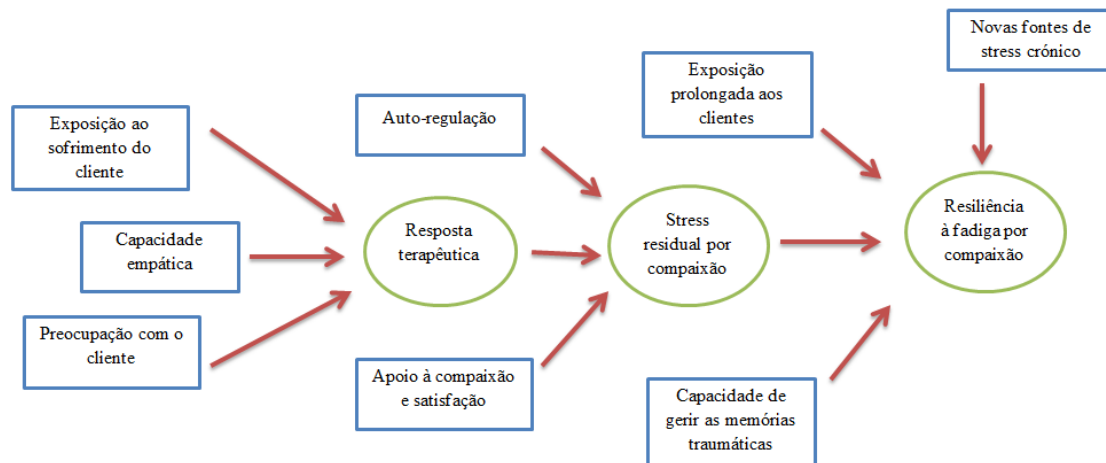 Exposição ao
sofrimento do
cliente
Capacidade
empática
Preocupação com o
cliente
Resposta
terapêutica
Auto-regulação
Apoio à compaixão
e satisfação
Stress
residual por
compaixão
Exposição
prolongada aos
clientes
Capacidade de
gerir as memórias
traumáticas
Novas fontes de
stress crónico
Resiliência
à fadiga por
compaixão